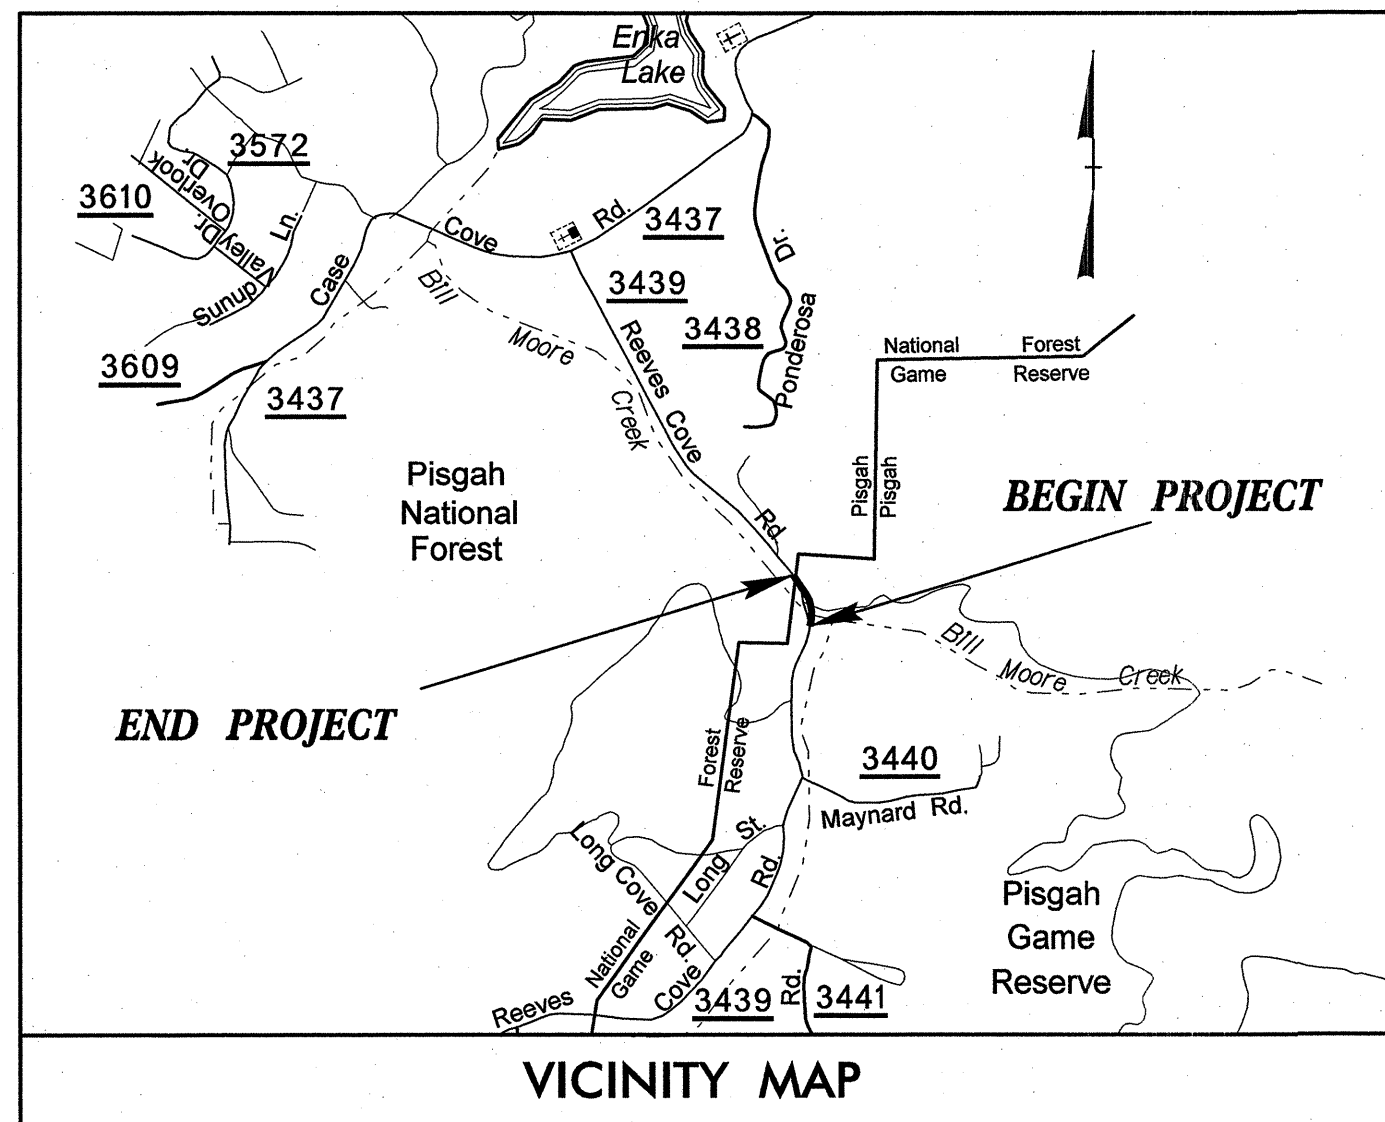 Enka
Lake
3572
3610
Overlook Dr.
Sunup Valley Dr.
Ln.
Case
Cove
Rd.
3437
3439
3438
Dr.
Ponderosa
3609
3437
Bill
Moore
Creek
Reeves Cove
Rd.
National Forest
Game Reserve
Pisgah
Pisgah
Pisgah
National
Forest
BEGIN PROJECT
END PROJECT
Bill
Moore
Creek
Forest
Reserve
3440
Maynard Rd.
St.
Long
Rd.
Long Cove
Rd.
National
Game
Cove
Reeves
3439
Rd.
3441
Pisgah
Game
Reserve
VICINITY MAP